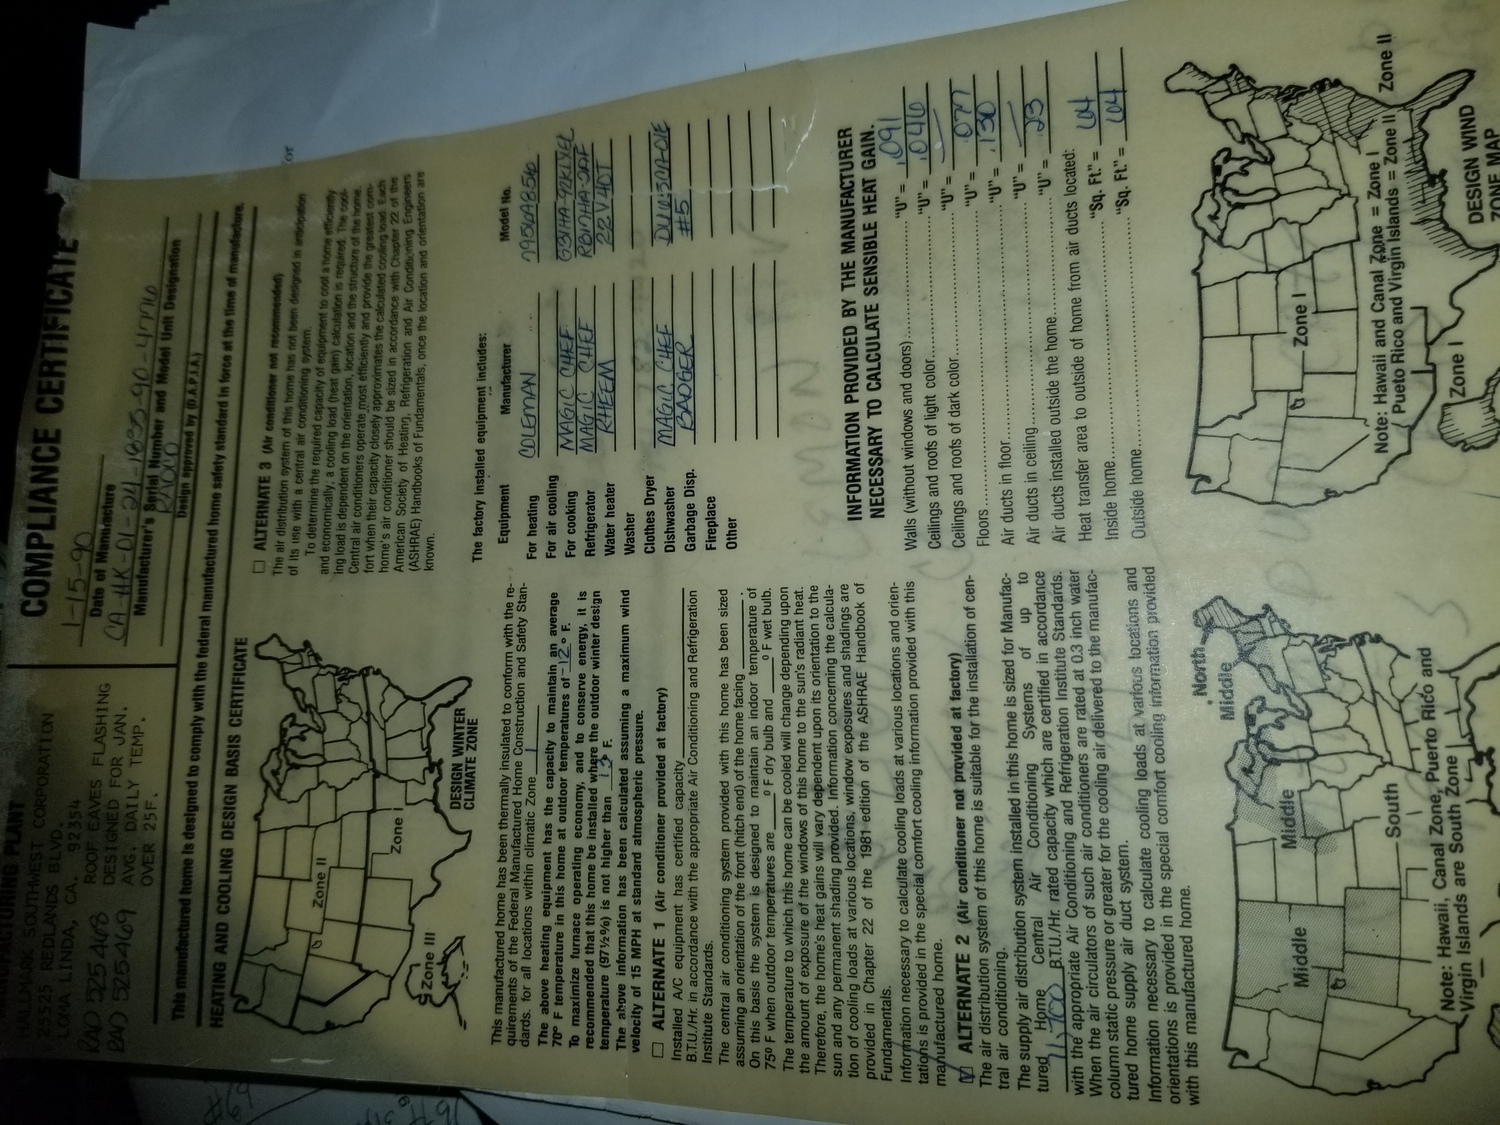 MANUFACTURING PLANT
HALLMARK SOUTHWEST CORPORATION
25525 REDLANDS BLVD.
LOMA LINDA, CA. 92354
RAD 525468
RAD 525469
ROOF EAVES FLASHING
DESIGNED FOR JAN.
AVG. DAILY TEMP.
OVER 25F.
COMPLIANCE CERTIFICATE
1-15-90
Date of Manufacture
Manufacturer's Serial Number and Model Unit Designation
RADCO
Design approved by (D.A.P.I.A.)
This manufactured home is designed to comply with the federal manufactured home safety standard in force at the time of manufacture.
HEATING AND COOLING DESIGN BASIS CERTIFICATE
Zone II
Zone I
Zone III
DESIGN WINTER
CLIMATE ZONE
This manufactured home has been thermally insulated to conform with the re-
quirements of the Federal Manufactured Home Construction and Safety Stan-
dards. for all locations within climatic Zone 1
The above heating equipment has the capacity to maintain an average
70° F temperature in this home at outdoor temperatures of -12 ° F.
To maximize furnace operating economy, and to conserve energy, it is
recommended that this home be installed where the outdoor winter design
temperature (97½%) is not higher than ° F.
The above information has been calculated assuming a maximum wind
velocity of 15 MPH at standard atmospheric pressure.
☐ ALTERNATE 1 (Air conditioner provided at factory)
Installed A/C equipment has certified capacity
B.T.U./Hr. in accordance with the appropriate Air Conditioning and Refrigeration
Institute Standards.
The central air conditioning system provided with this home has been sized
assuming an orientation of the front (hitch end) of the home facing ____.
On this basis the system is designed to maintain an indoor temperature of
75º F when outdoor temperatures are ____ º F dry bulb and ____ º F wet bulb.
The temperature to which this home can be cooled will change depending upon
the amount of exposure of the windows of this home to the sun's radiant heat.
Therefore, the home's heat gains will vary dependent upon its orientation to the
sun and any permanent shading provided. Information concerning the calcula-
tion of cooling loads at various locations, window exposures and shadings are
provided in Chapter 22 of the 1981 edition of the ASHRAE Handbook of
Fundamentals.
Information necessary to calculate cooling loads at various locations and orien-
tations is provided in the special comfort cooling information provided with this
manufactured home.
☑ ALTERNATE 2 (Air conditioner not provided at factory)
The air distribution system of this home is suitable for the installation of cen-
tral air conditioning.
The supply air distribution system installed in this home is sized for Manufac-
tured Home Central Air Conditioning Systems of up to
B.T.U./Hr. rated capacity which are certified in accordance
with the appropriate Air Conditioning and Refrigeration Institute Standards.
When the air circulators of such air conditioners are rated at 0.3 inch water
column static pressure or greater for the cooling air delivered to the manufac-
tured home supply air duct system.
Information necessary to calculate cooling loads at various locations and
orientations is provided in the special comfort cooling information provided
with this manufactured home.
North
Middle
Middle
Middle
South
Note: Hawaii, Canal Zone, Puerto Rico and
Virgin Islands are South Zone
☐ ALTERNATE 3 (Air conditioner not recommended)
The air distribution system of this home has not been designed in anticipation
of its use with a central air conditioning system.
To determine the required capacity of equipment to cool a home efficiently
and economically, a cooling load (heat gain) calculation is required. The cool-
ing load is dependent on the orientation, location and the structure of the home.
Central air conditioners operate most efficiently and provide the greatest com-
fort when their capacity closely approximates the calculated cooling load. Each
home's air conditioner should be sized in accordance with Chapter 22 of the
American Society of Heating, Refrigeration and Air Conditioning Engineers
(ASHRAE) Handbooks of Fundamentals, once the location and orientation are
known.
The factory installed equipment includes:
Equipment Manufacturer Model No.
For heating COLEMAN 7950A856
For air cooling
For cooking MAGIC CHEF
Refrigerator MAGIC CHEF
Water heater RHEEM 22V40T
Washer
Clothes Dryer
Dishwasher MAGIC CHEF
Garbage Disp. BADGER #5
Fireplace
Other
INFORMATION PROVIDED BY THE MANUFACTURER
NECESSARY TO CALCULATE SENSIBLE HEAT GAIN.
Walls (without windows and doors) "U" = .091
Ceilings and roofs of light color "U" = .046
Ceilings and roofs of dark color "U" =
Floors "U" = .077
Air ducts in floor "U" = .130
Air ducts in ceiling "U" =
Air ducts installed outside the home "U" = .23
Heat transfer area to outside of home from air ducts located:
Inside home "Sq. Ft" = 64
Outside home "Sq. Ft" = 64
Zone I
Zone II
Note: Hawaii and Canal Zone = Zone I
Pueto Rico and Virgin Islands = Zone II
Zone I
DESIGN WIND
ZONE MAP